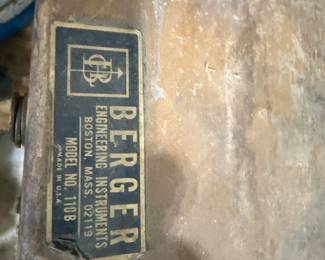 BERGER
ENGINEERING INSTRUMENTS
BOSTON, MASS. 02119
MODEL NO. 110B
MADE IN U.S.A.